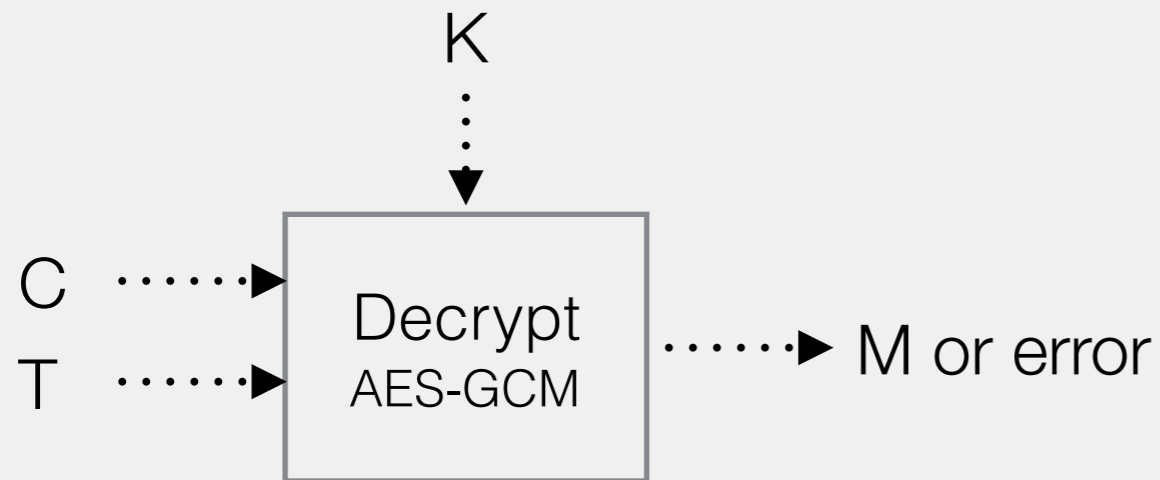 K
C
T
Decrypt
AES-GCM
M or error